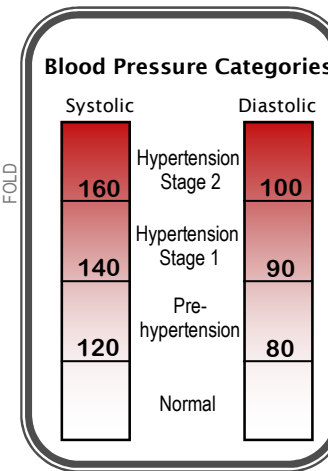 FOLD
Blood Pressure Categories
Systolic
Diastolic
Hypertension
Stage 2
160
100
Hypertension
Stage 1
140
90
Pre-
hypertension
120
80
Normal